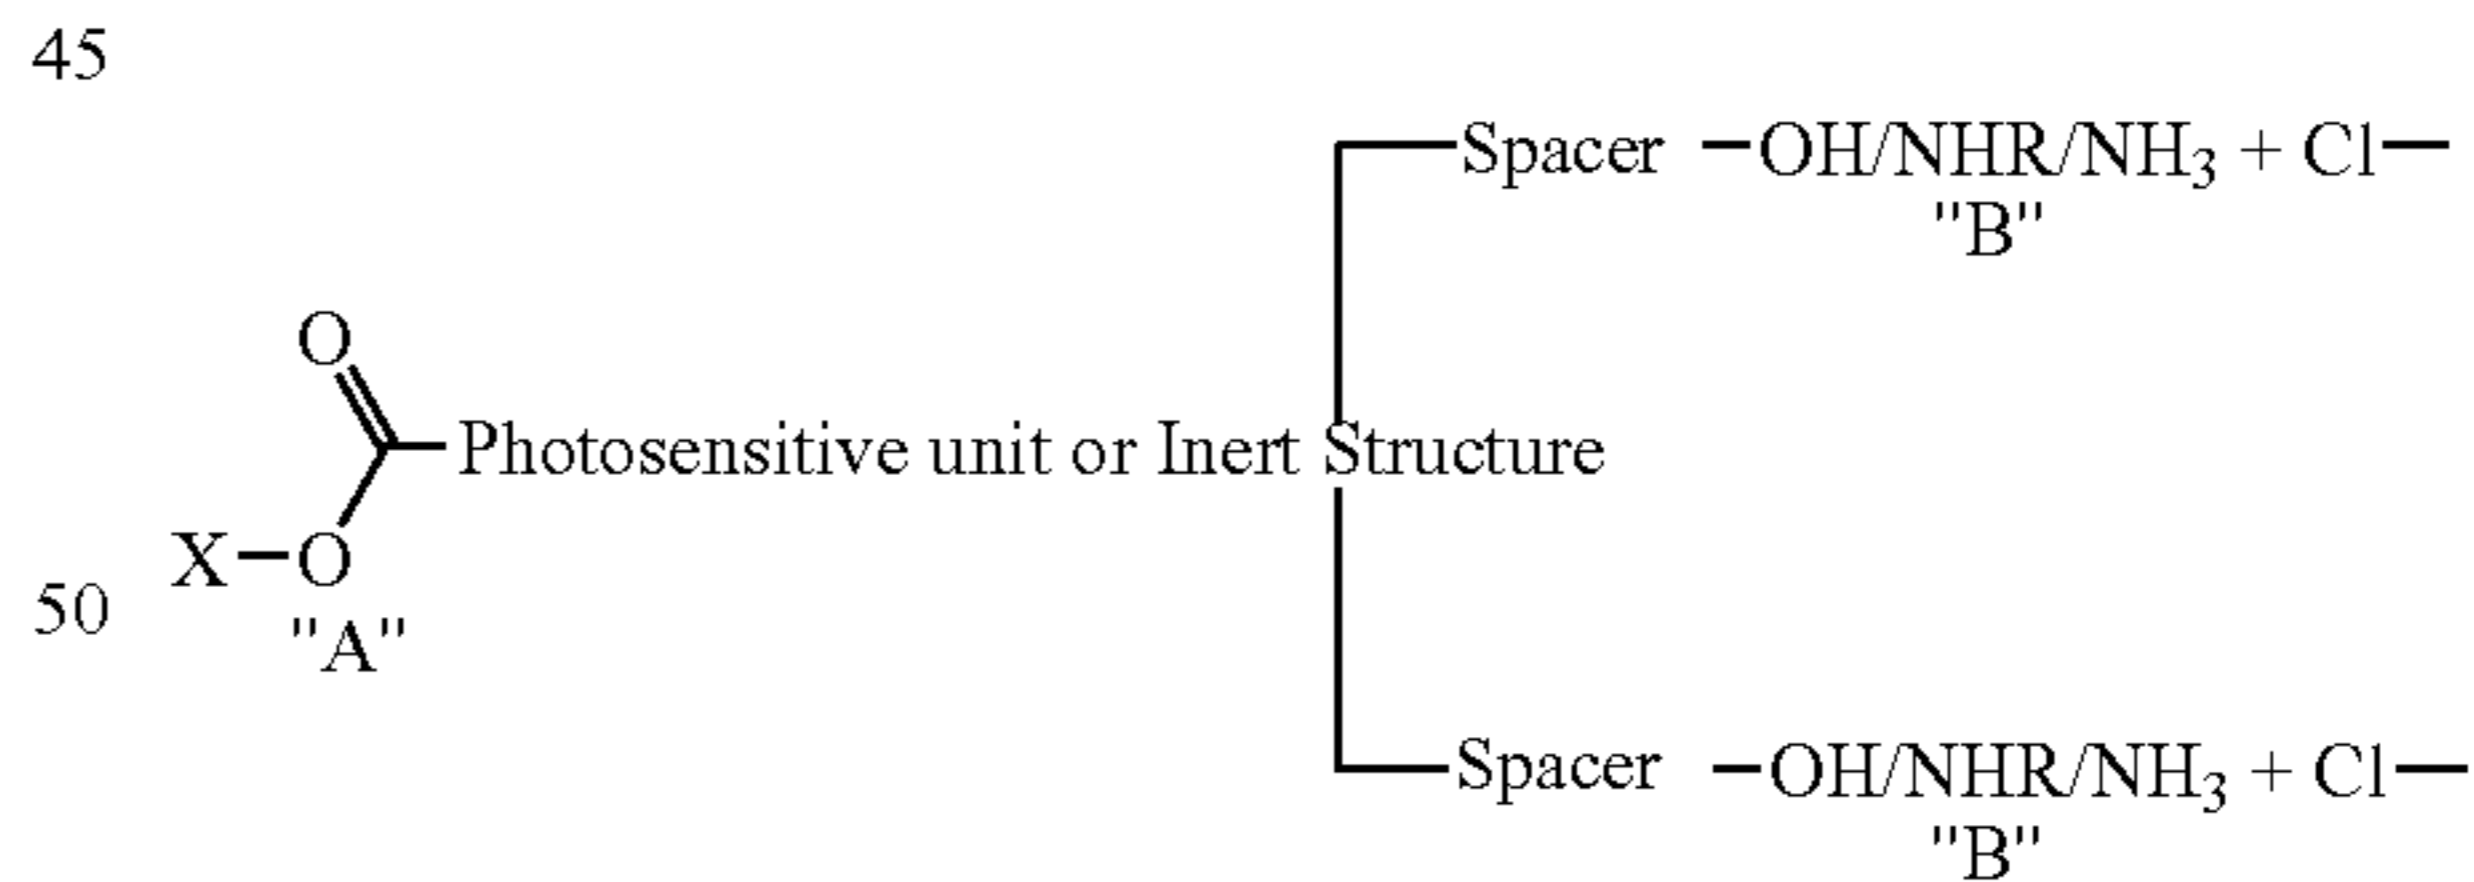 45
Spacer —OH/NHR/NH₃ + Cl—
"B"
O
Photosensitive unit or Inert Structure
X—O
50
"A"
Spacer —OH/NHR/NH₃ + Cl—
"B"